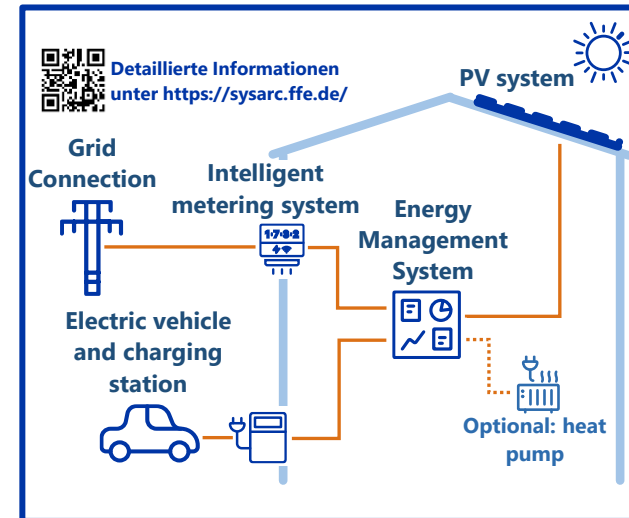 Detaillierte Informationen
unter https://sysarc.ffe.de/
PV system
Grid
Connection
Intelligent
metering system
1·7·8·2
Energy
Management
System
Electric vehicle
and charging
station
Optional: heat
pump